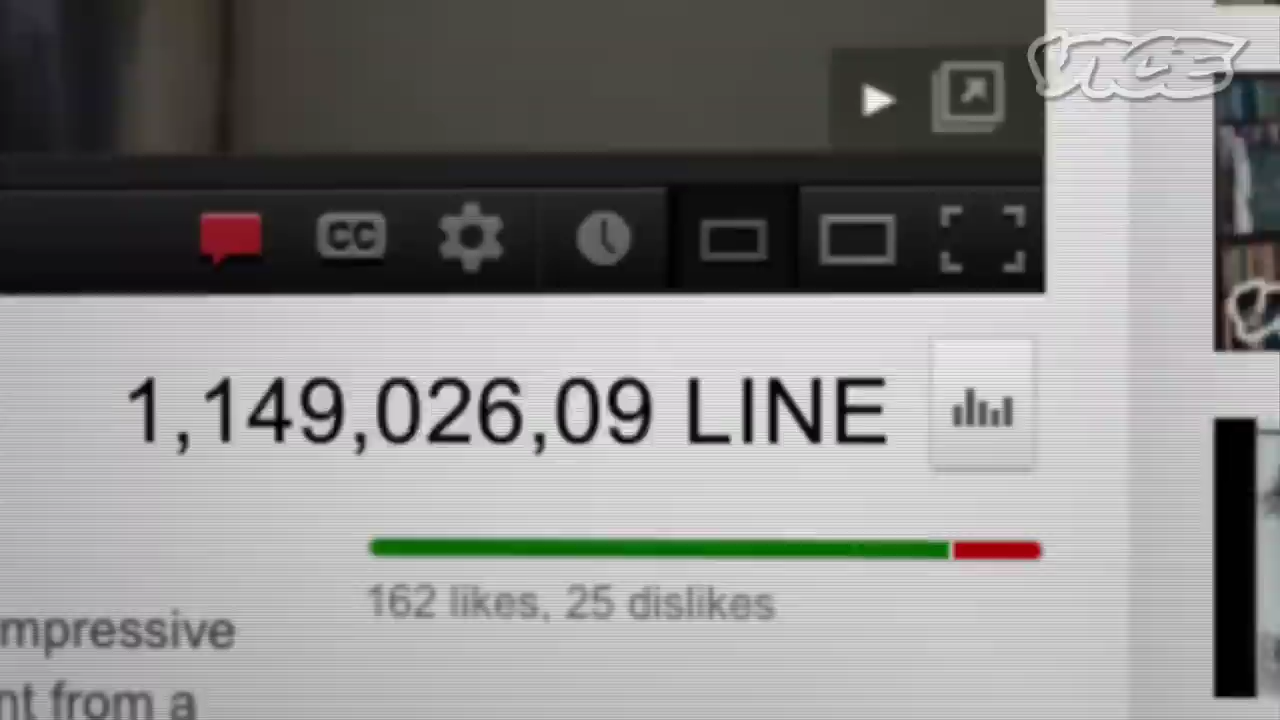 VICE
CC
1,149,026,09 LINE
162 likes, 25 dislikes
mpressive
nt from a